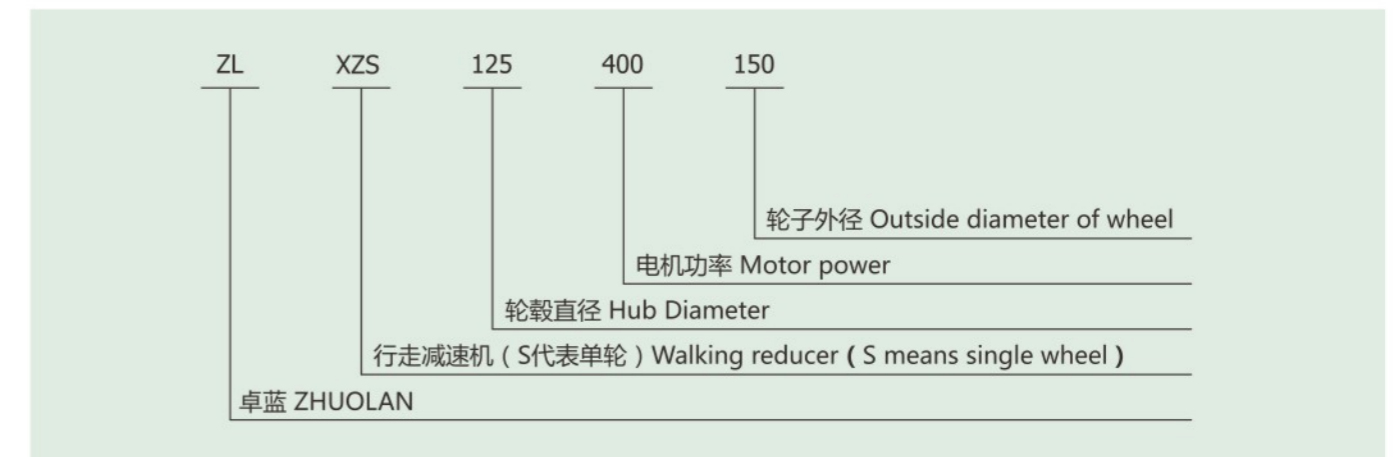 ZL XZS 125 400 150
轮子外径 Outside diameter of wheel
电机功率 Motor power
轮毂直径 Hub Diameter
行走减速机（S代表单轮）Walking reducer ( S means single wheel )
卓蓝 ZHUOLAN